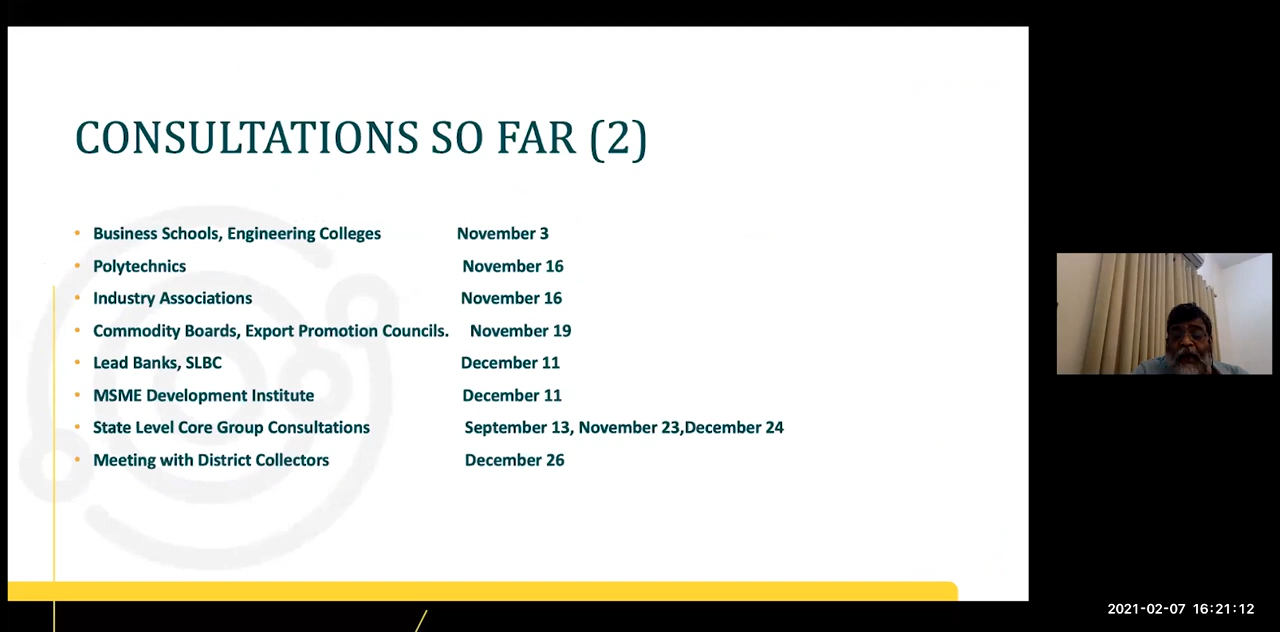 CONSULTATIONS SO FAR (2)
• Business Schools, Engineering Colleges November 3
• Polytechnics November 16
• Industry Associations November 16
• Commodity Boards, Export Promotion Councils. November 19
• Lead Banks, SLBC December 11
• MSME Development Institute December 11
• State Level Core Group Consultations September 13, November 23,December 24
• Meeting with District Collectors December 26
2021-02-07 16:21:12